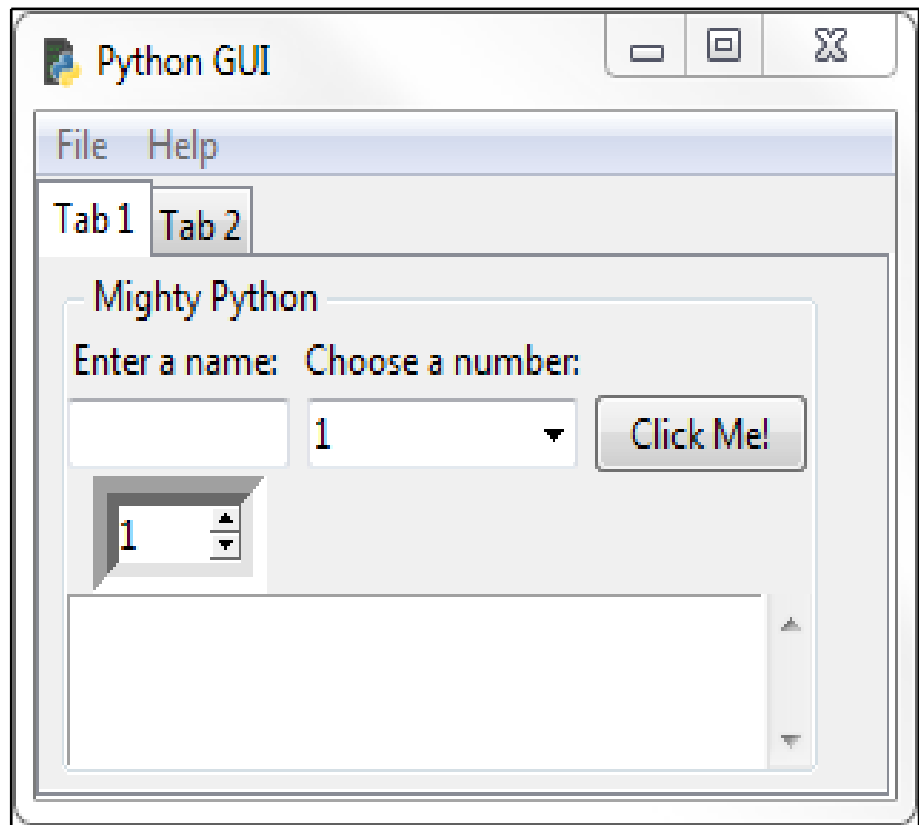 Python GUI
File Help
Tab 1 Tab 2
Mighty Python
Enter a name: Choose a number:
1 Click Me!
1